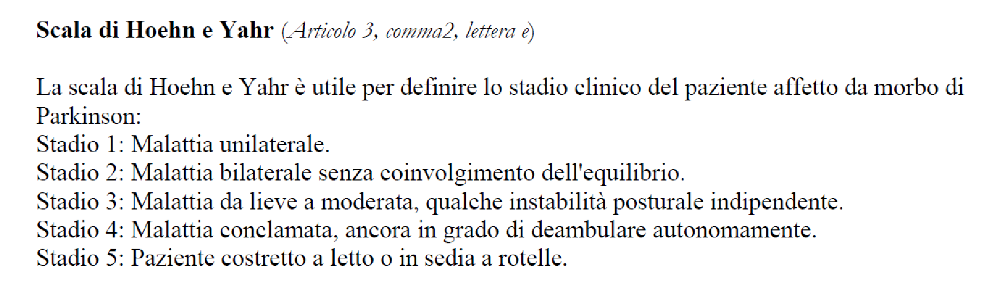 Scala di Hoehn e Yahr (Articolo 3, comma2, lettera e)
La scala di Hoehn e Yahr è utile per definire lo stadio clinico del paziente affetto da morbo di
Parkinson:
Stadio 1: Malattia unilaterale.
Stadio 2: Malattia bilaterale senza coinvolgimento dell'equilibrio.
Stadio 3: Malattia da lieve a moderata, qualche instabilità posturale indipendente.
Stadio 4: Malattia conclamata, ancora in grado di deambulare autonomamente.
Stadio 5: Paziente costretto a letto o in sedia a rotelle.